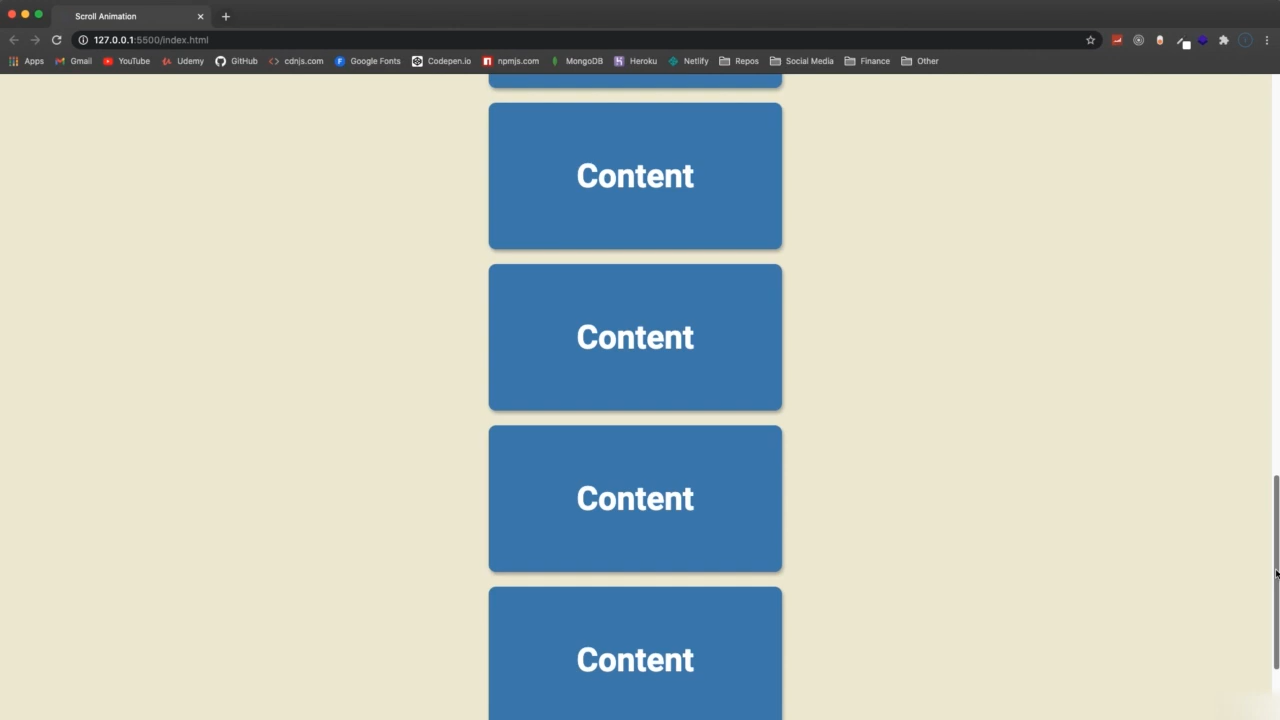 Scroll Animation
127.0.0.1:5500/index.html
Apps Gmail YouTube Udemy GitHub cdnjs.com Google Fonts Codepen.io npmjs.com MongoDB Heroku Netlify Repos Social Media Finance Other
Content
Content
Content
Content